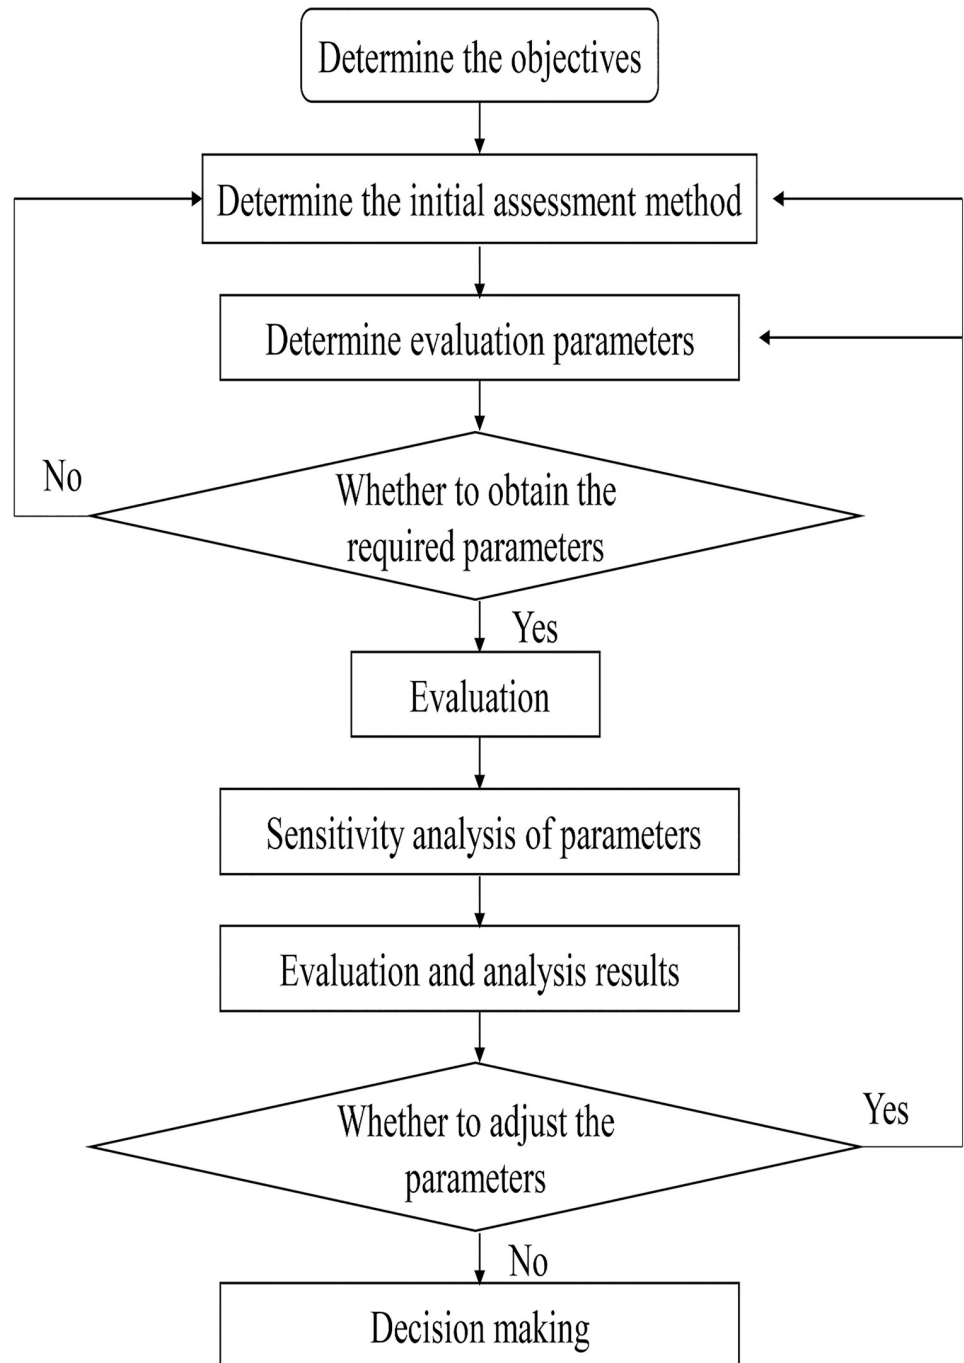 Determine the objectives
Determine the initial assessment method
Determine evaluation parameters
No
Whether to obtain the
required parameters
Yes
Evaluation
Sensitivity analysis of parameters
Evaluation and analysis results
Whether to adjust the
parameters
Yes
No
Decision making